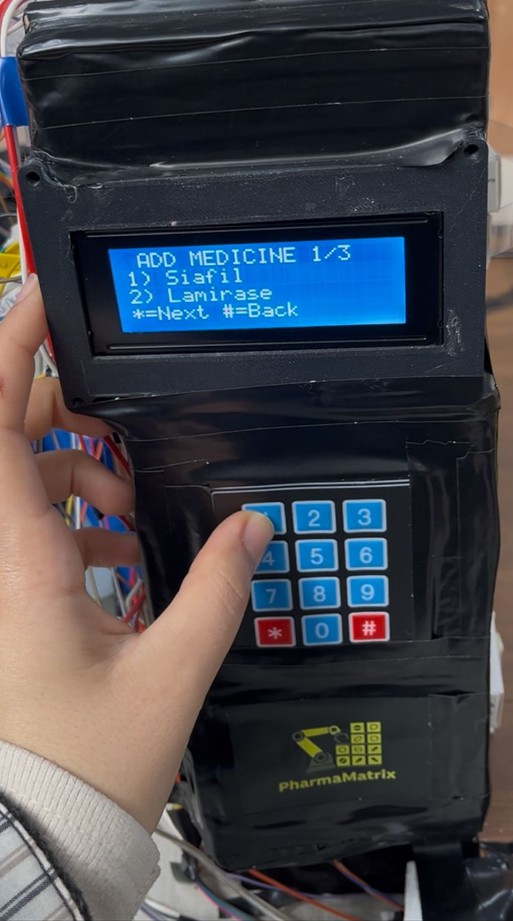 ADD MEDICINE 1/3
1) Siafil
2) Lamirase
*=Next #=Back
1 2 3
4 5 6
7 8 9
* 0 #
PharmaMatrix